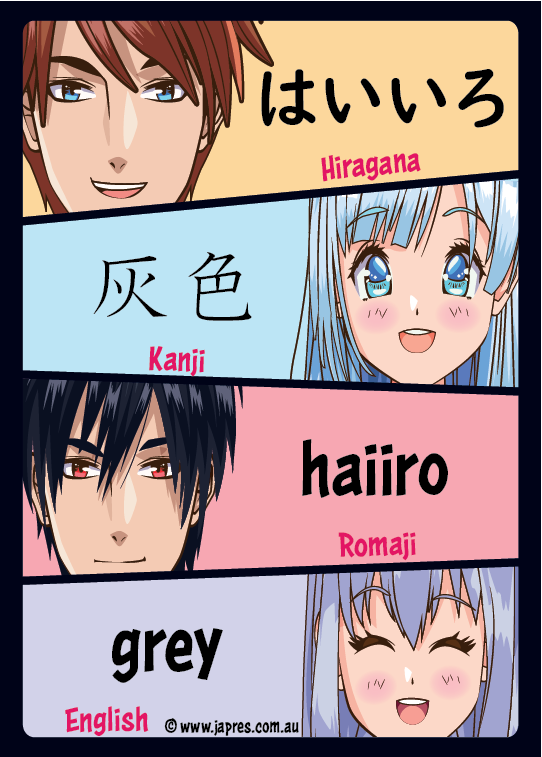 はいいろ
Hiragana
灰色
Kanji
haiiro
Romaji
grey
English © www.japres.com.au